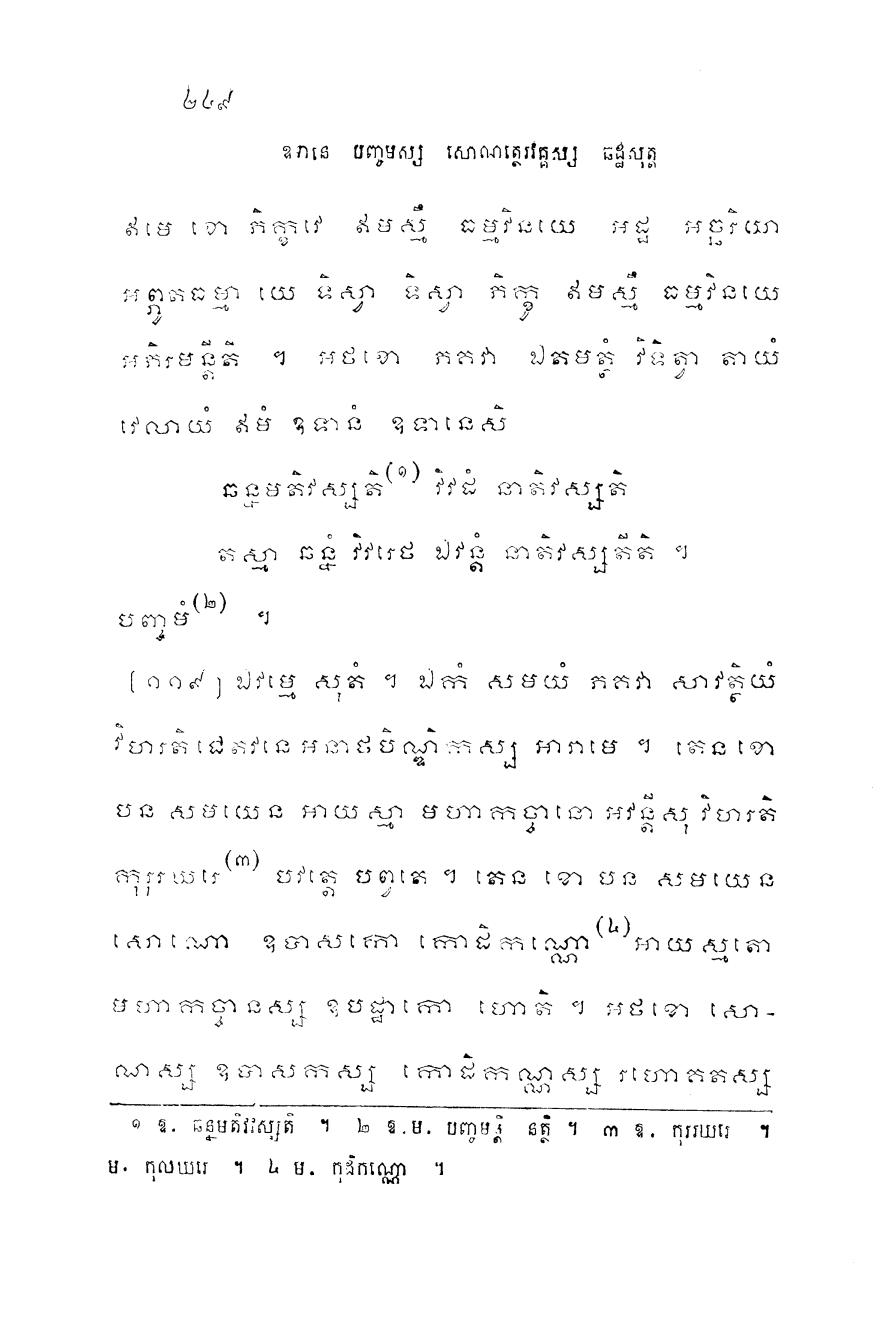 ២៤៩
ឧទានេ បញ្ចមស្ស សោណត្ថេរវគ្គស្ស ឆដ្ឋសុត្តំ
ឥមេ ខោ ភិក្ខវេ ឥមស្មឹ ធម្មវិនយេ អដ្ឋ អច្ឆរិយា
អព្ភូតធម្មា យេ ទិស្វា ទិស្វា ភិក្ខូ ឥមស្មឹ ធម្មវិនយេ
អភិរមន្តីតិ ។ អថខោ ភគវា ឯតមត្ថំ វិទិត្វា តាយំ
វេលាយំ ឥមំ ឧទានំ ឧទានេសិ
ឆន្នមតិវស្សតិ(១) វិវដំ នាតិវស្សតិ
តស្មា ឆន្នំ វិវរេថ ឯវន្តំ នាតិវស្សតីតិ ។
បញ្ចមំ(២) ។
[១១៩] ឯវម្មេ សុតំ ។ ឯកំ សមយំ ភគវា សាវត្ថិយំ
វិហរតិ ជេតវនេ អនាថបិណ្ឌិកស្ស អារាមេ ។ តេន ខោ
បន សមយេន អាយស្មា មហាកច្ចានោ អវន្តីសុ វិហរតិ
កុរុរឃរេ(៣) បវត្តេ បព្វតេ ។ តេន ខោ បន សមយេន
សោណោ ឧបាសកោ កោដិកណ្ណោ(៤) អាយស្មតោ
មហាកច្ចានស្ស ឧបដ្ឋាកោ ហោតិ ។ អថខោ សោ-
ណស្ស ឧបាសកស្ស កោដិកណ្ណស្ស រហោគតស្ស
១ ឱ. ឆន្នមតិវវស្សតិ ។ ២ ឱ.ម. បញ្ចមន្តិ នត្ថិ ។ ៣ ឱ. កុររឃរេ ។
ម. កុលឃរេ ។ ៤ ម. កុដិកណ្ណោ ។